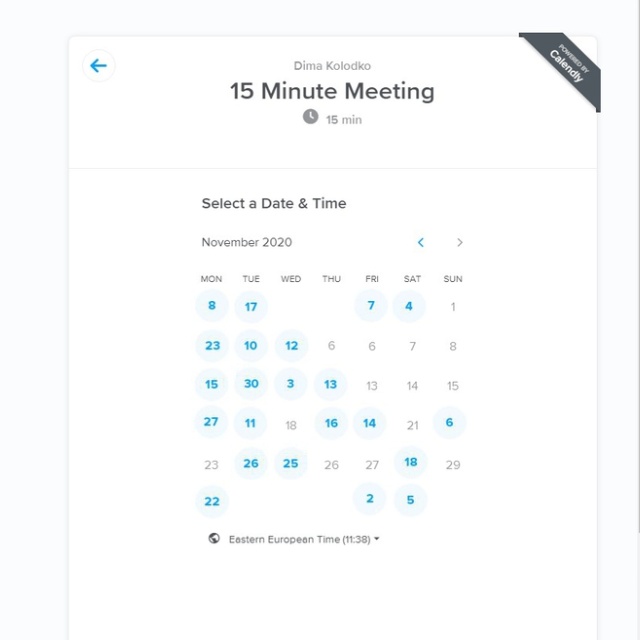 POWERED BY
Calendly
Dima Kolodko
15 Minute Meeting
15 min
Select a Date & Time
November 2020
MON TUE WED THU FRI SAT SUN
8 17 7 4 1
23 10 12 6 6 7 8
15 30 3 13 13 14 15
27 11 18 16 14 21 6
23 26 25 26 27 18 29
22 2 5
Eastern European Time (11:38)